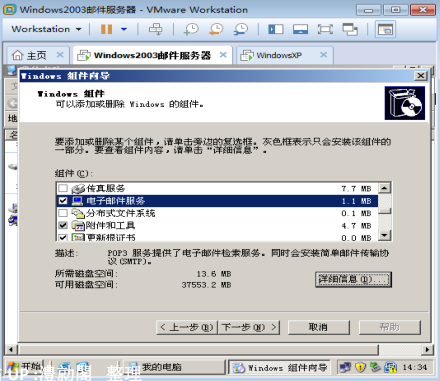 Windows2003邮件服务器 - VMware Workstation
Workstation
主页 Windows2003邮件服务器 WindowsXP
Windows 组件向导
Windows 组件
可以添加或删除 Windows 的组件。
要添加或删除某个组件，请单击旁边的复选框。灰色框表示只会安装该组件的
一部分。要查看组件内容，请单击“详细信息”。
组件(C):
传真服务 7.7 MB
电子邮件服务 1.1 MB
分布式文件系统 0.1 MB
附件和工具 4.7 MB
更新根证书 0.0 MB
描述: POP3 服务提供了电子邮件检索服务。同时会安装简单邮件传输协
议(SMTP)。
所需磁盘空间: 13.6 MB
可用磁盘空间: 37553.2 MB
详细信息(D)...
< 上一步(B) 下一步(N) > 取消 帮助
开始 我的电脑 Windows 组件向导 14:34
整理